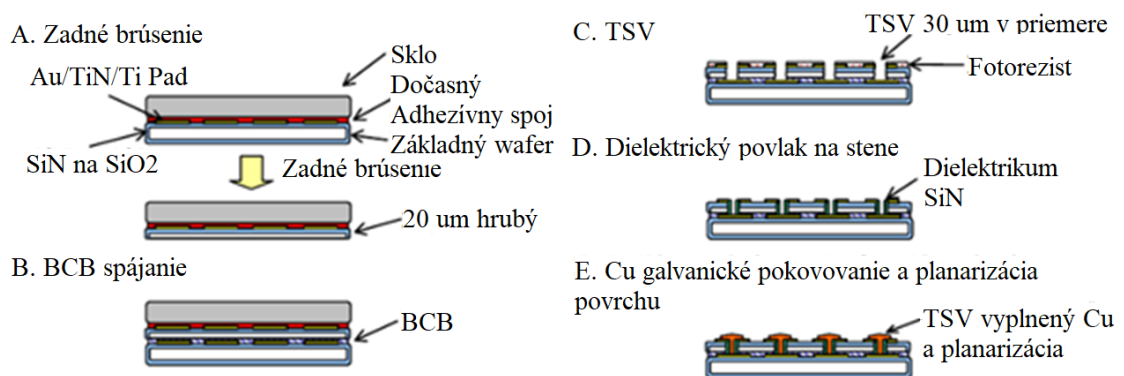 A. Zadné brúsenie
Au/TiN/Ti Pad
Sklo
Dočasný
Adhezívny spoj
Základný wafer
SiN na SiO2
Zadné brúsenie
20 um hrubý
B. BCB spájanie
BCB
C. TSV
TSV 30 um v priemere
Fotorezist
D. Dielektrický povlak na stene
Dielektrikum
SiN
E. Cu galvanické pokovovanie a planarizácia
povrchu
TSV vyplnený Cu
a planarizácia